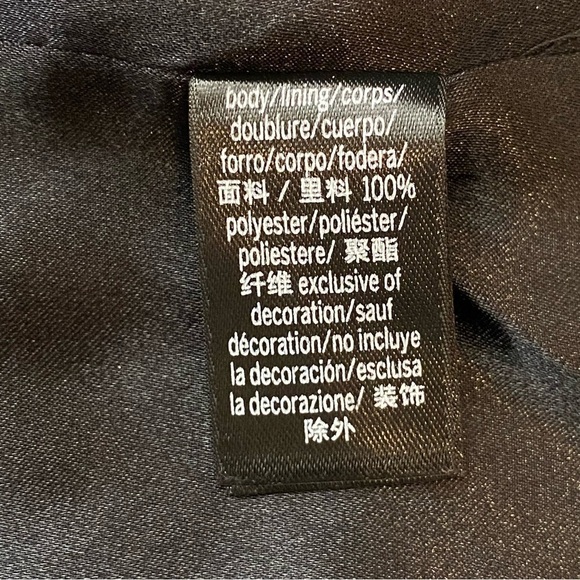 body/lining/corps/
doublure/cuerpo/
forro/corpo/fodera/
面料 / 里料 100%
polyester/poliéster/
poliestere/ 聚酯
纤维 exclusive of
decoration/sauf
décoration/no incluye
la decoración/esclusa
la decorazione/ 装饰
除外